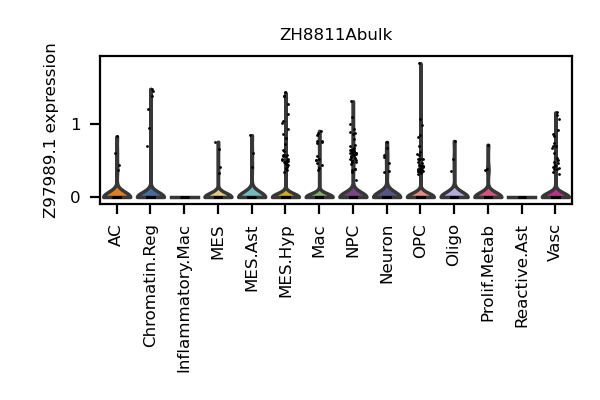 ZH8811Abulk
Z97989.1 expression
1
0
AC
Chromatin.Reg
Inflammatory.Mac
MES
MES.Ast
MES.Hyp
Mac
NPC
Neuron
OPC
Oligo
Prolif.Metab
Reactive.Ast
Vasc